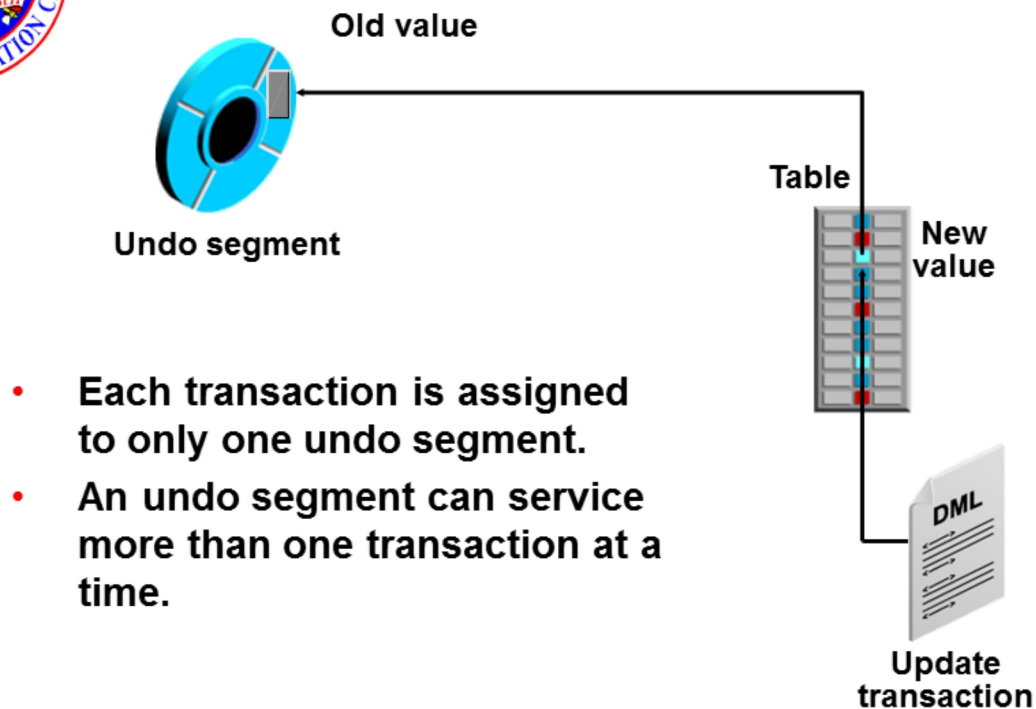 Old value
Table
New
value
Undo segment
• Each transaction is assigned
to only one undo segment.
• An undo segment can service
more than one transaction at a
time.
DML
Update
transaction